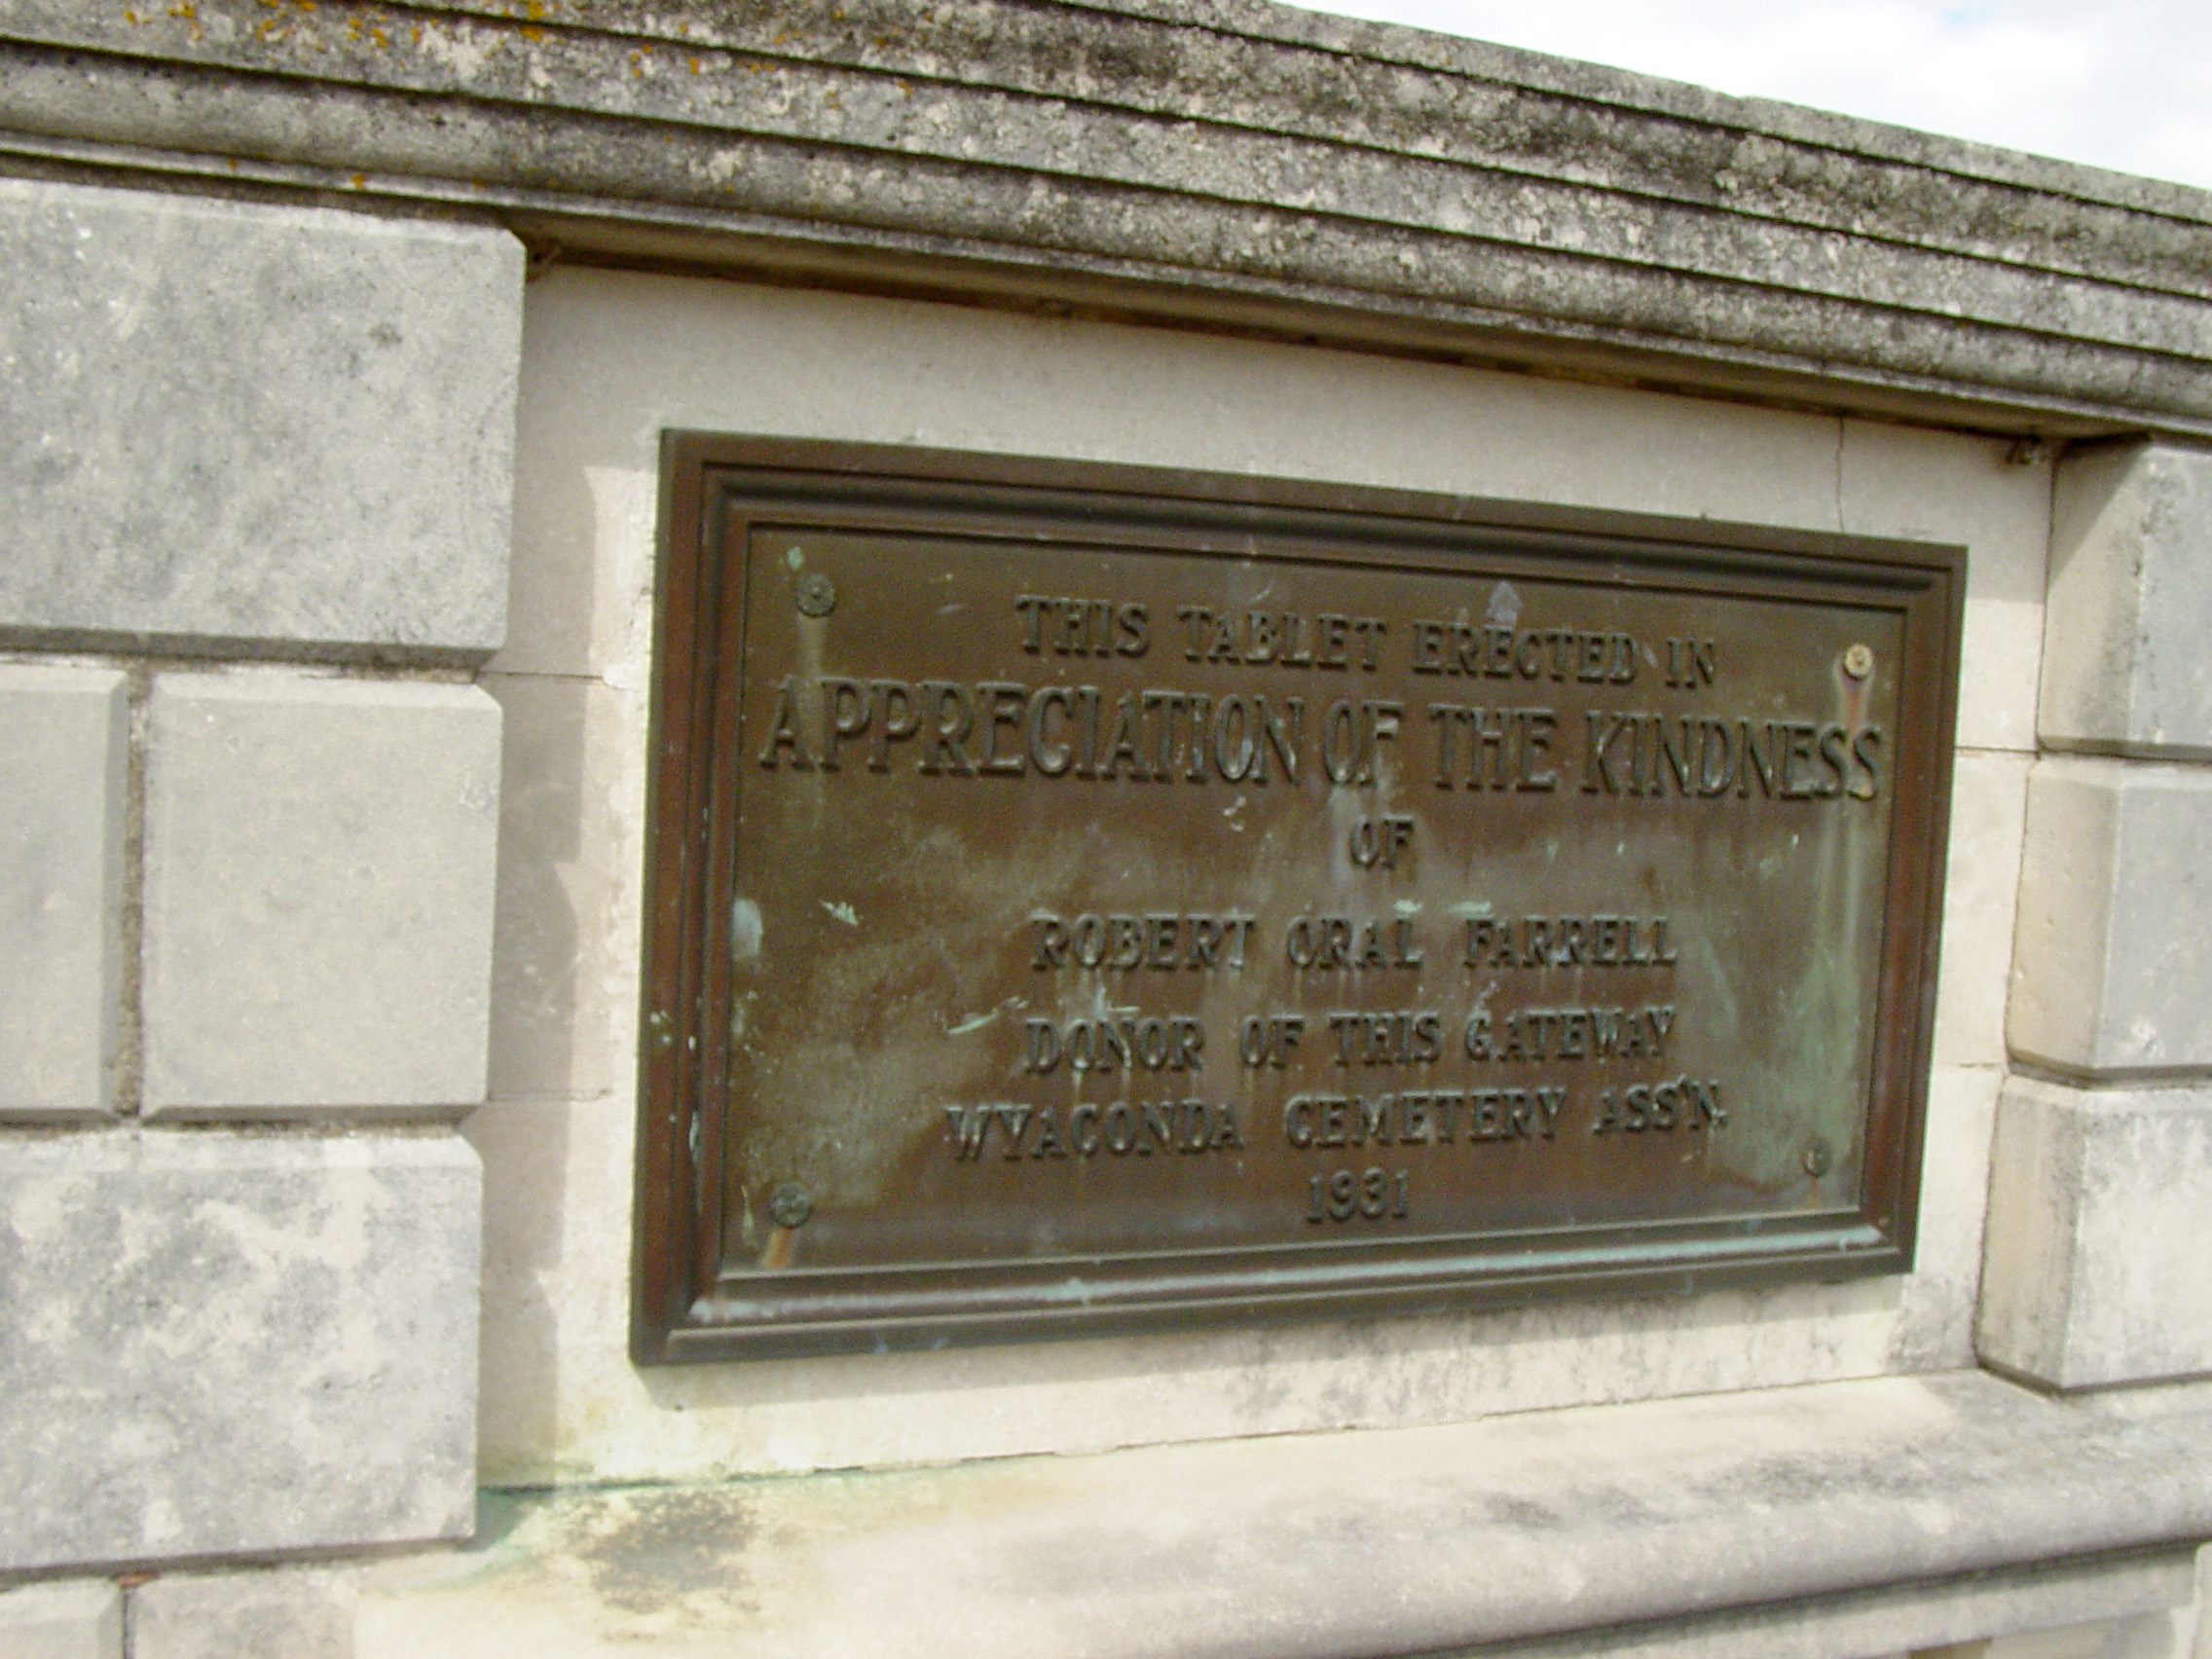 THIS TABLET ERECTED IN
APPRECIATION OF THE KINDNESS
OF
ROBERT ORAL FARRELL
DONOR OF THIS GATEWAY
WYACONDA CEMETERY ASS'N.
1931